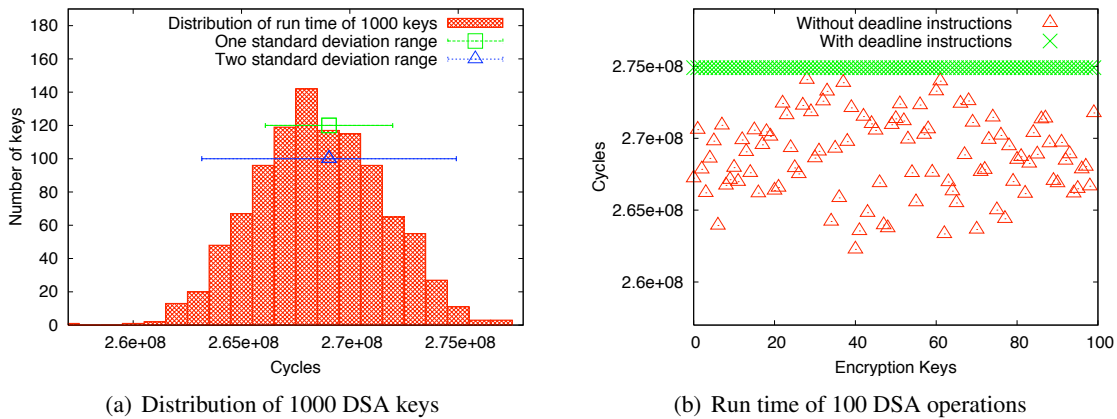 Number of keys
180
160
140
120
100
80
60
40
20
0
Distribution of run time of 1000 keys
One standard deviation range
Two standard deviation range
2.6e+08 2.65e+08 2.7e+08 2.75e+08
Cycles
(a) Distribution of 1000 DSA keys
Cycles
2.75e+08
2.7e+08
2.65e+08
2.6e+08
Without deadline instructions
With deadline instructions
0 20 40 60 80 100
Encryption Keys
(b) Run time of 100 DSA operations